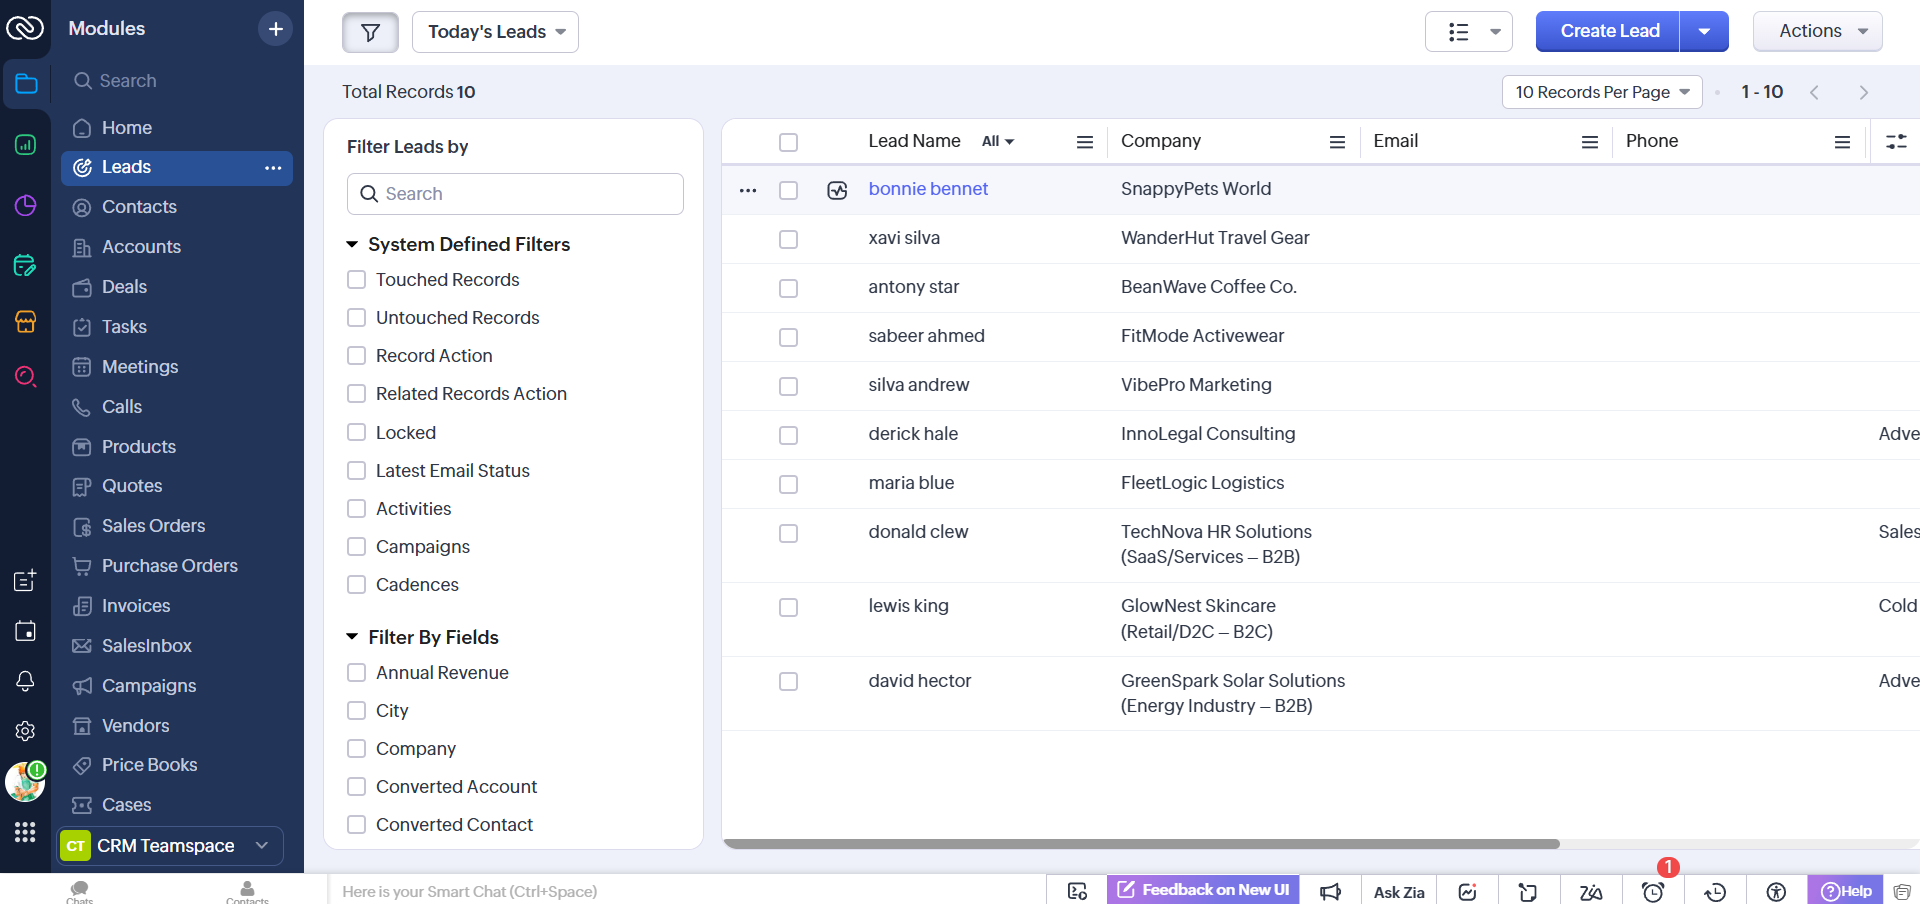 Modules
Search
Home
Leads
Contacts
Accounts
Deals
Tasks
Meetings
Calls
Products
Quotes
Sales Orders
Purchase Orders
Invoices
SalesInbox
Campaigns
Vendors
Price Books
Cases
CT CRM Teamspace
Chats
Contacts
Today's Leads
Create Lead
Actions
Total Records 10
10 Records Per Page
1 - 10
Filter Leads by
Search
System Defined Filters
Touched Records
Untouched Records
Record Action
Related Records Action
Locked
Latest Email Status
Activities
Campaigns
Cadences
Filter By Fields
Annual Revenue
City
Company
Converted Account
Converted Contact
Lead Name All Company Email Phone
bonnie bennet SnappyPets World
xavi silva WanderHut Travel Gear
antony star BeanWave Coffee Co.
sabeer ahmed FitMode Activewear
silva andrew VibePro Marketing
derick hale InnoLegal Consulting Adve
maria blue FleetLogic Logistics
donald clew TechNova HR Solutions Sales
(SaaS/Services – B2B)
lewis king GlowNest Skincare Cold
(Retail/D2C – B2C)
david hector GreenSpark Solar Solutions Adve
(Energy Industry – B2B)
Here is your Smart Chat (Ctrl+Space)
Feedback on New UI
Ask Zia
1
Help